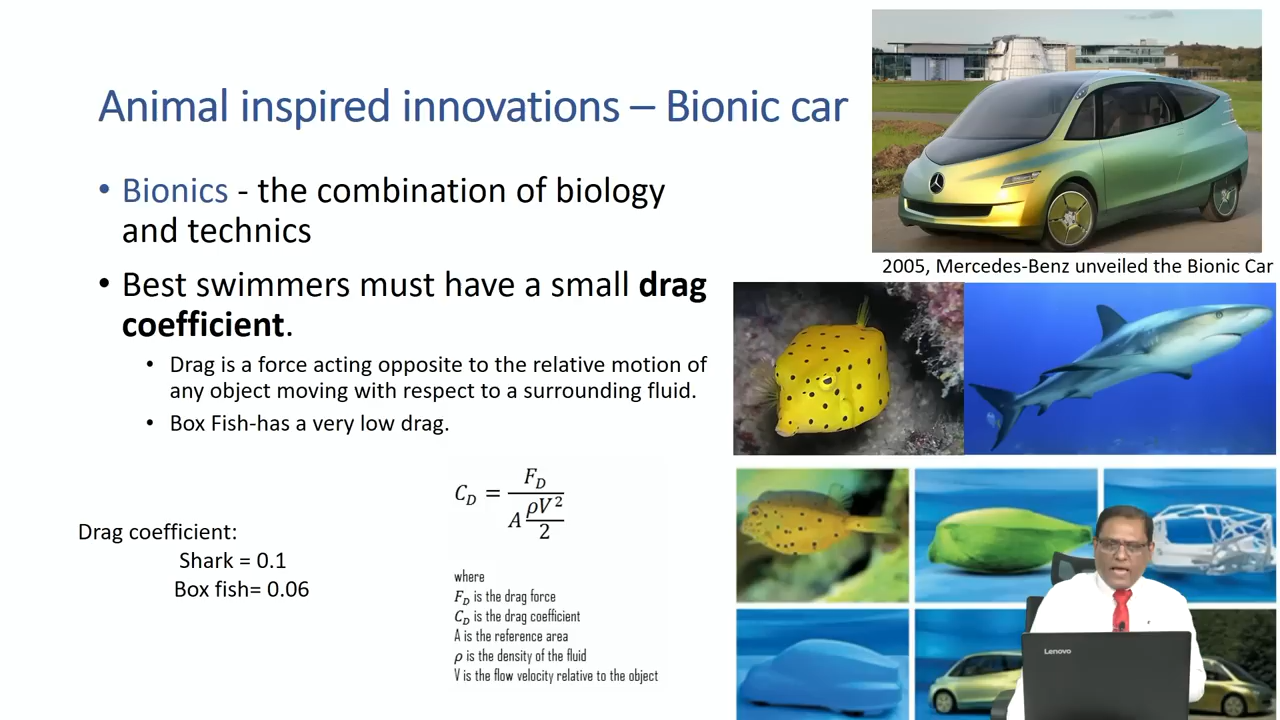 Animal inspired innovations – Bionic car
• Bionics - the combination of biology
and technics
• Best swimmers must have a small drag
coefficient.
• Drag is a force acting opposite to the relative motion of
any object moving with respect to a surrounding fluid.
• Box Fish-has a very low drag.
C_D = F_D / (A ρV²/2)
Drag coefficient:
Shark = 0.1
Box fish= 0.06
where
F_D is the drag force
C_D is the drag coefficient
A is the reference area
ρ is the density of the fluid
V is the flow velocity relative to the object
2005, Mercedes-Benz unveiled the Bionic Car
Lenovo